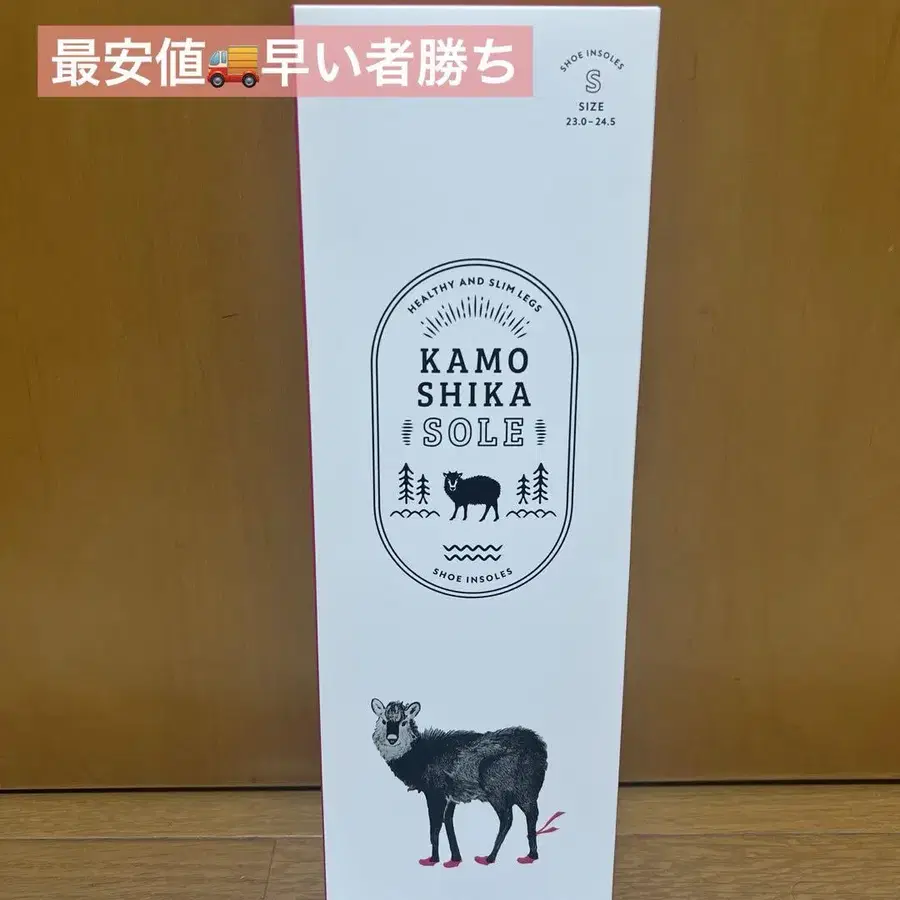 最安値🚚早い者勝ち
SHOE INSOLES
S
SIZE
23.0-24.5
HEALTHY AND SLIM LEGS
KAMO
SHIKA
SOLE
SHOE INSOLES